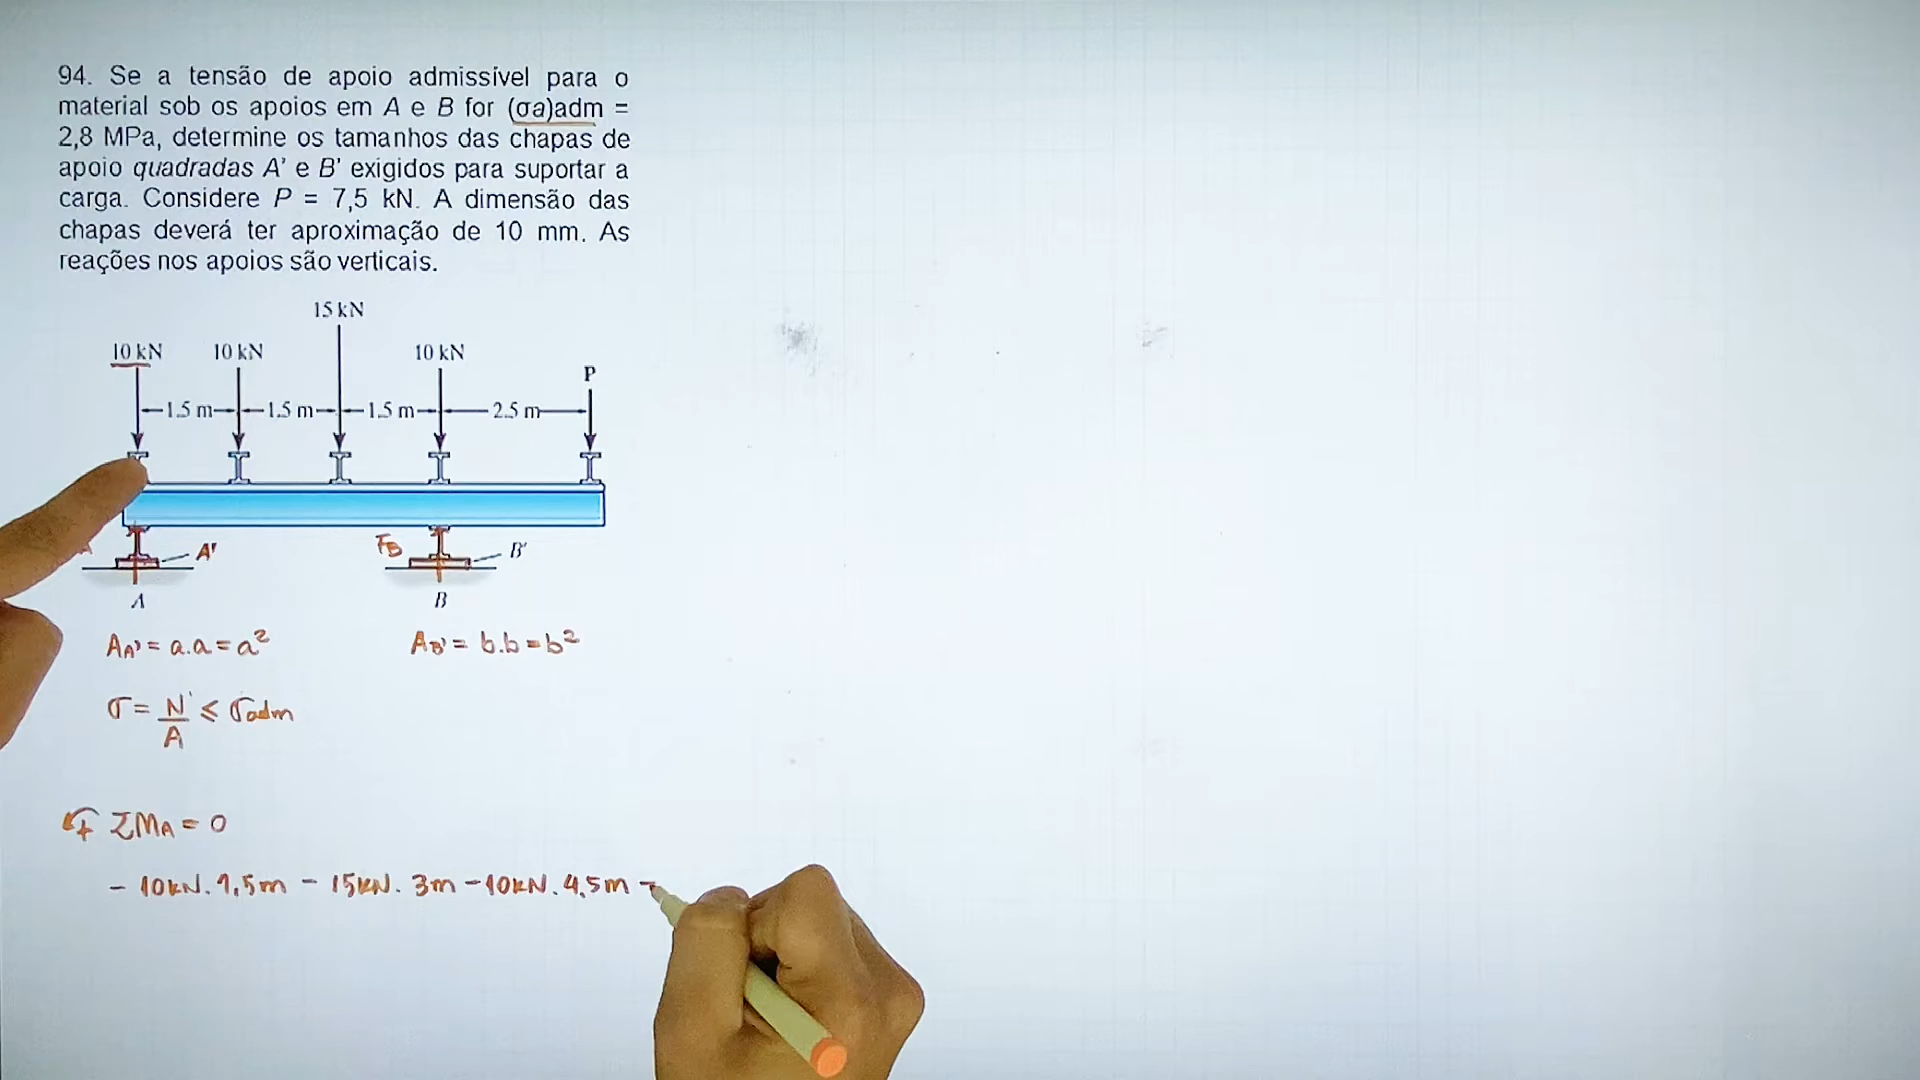 94. Se a tensão de apoio admissível para o
material sob os apoios em A e B for (σa)adm =
2,8 MPa, determine os tamanhos das chapas de
apoio quadradas A' e B' exigidos para suportar a
carga. Considere P = 7,5 kN. A dimensão das
chapas deverá ter aproximação de 10 mm. As
reações nos apoios são verticais.
15 kN
10 kN 10 kN 10 kN
P
1.5 m 1.5 m 1.5 m 2.5 m
A' FB B'
A B
AA' = a.a = a² AB' = b.b = b²
σ = N/A ≤ σadm
+ ΣMA = 0
- 10kN.1,5m - 15kN. 3m - 10kN. 4,5m -